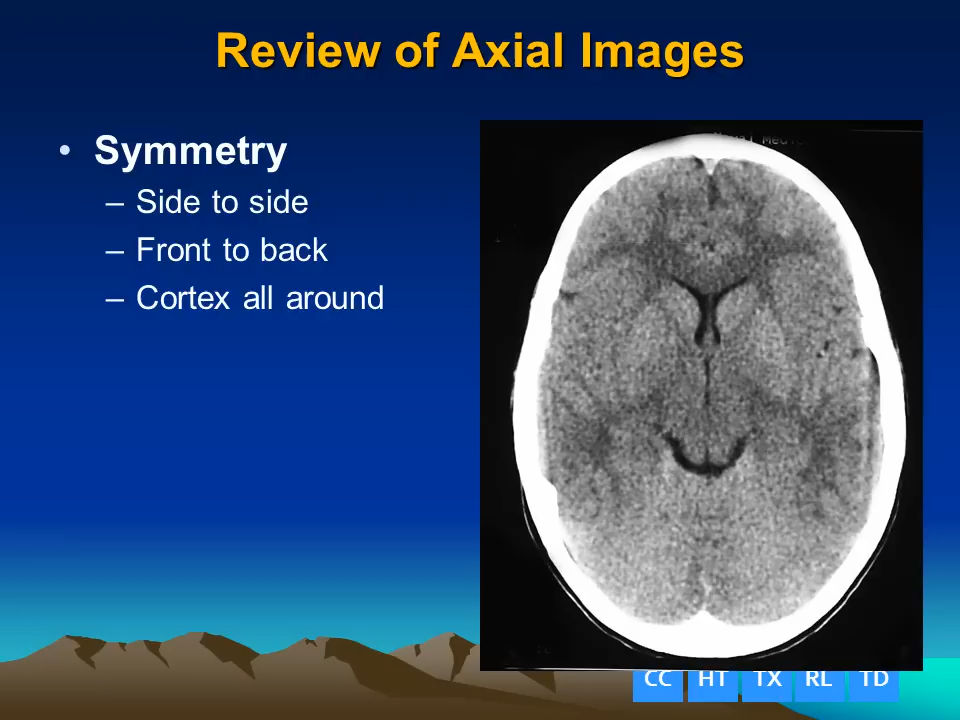 Review of Axial Images
• Symmetry
– Side to side
– Front to back
– Cortex all around
CC HT TX RL TD